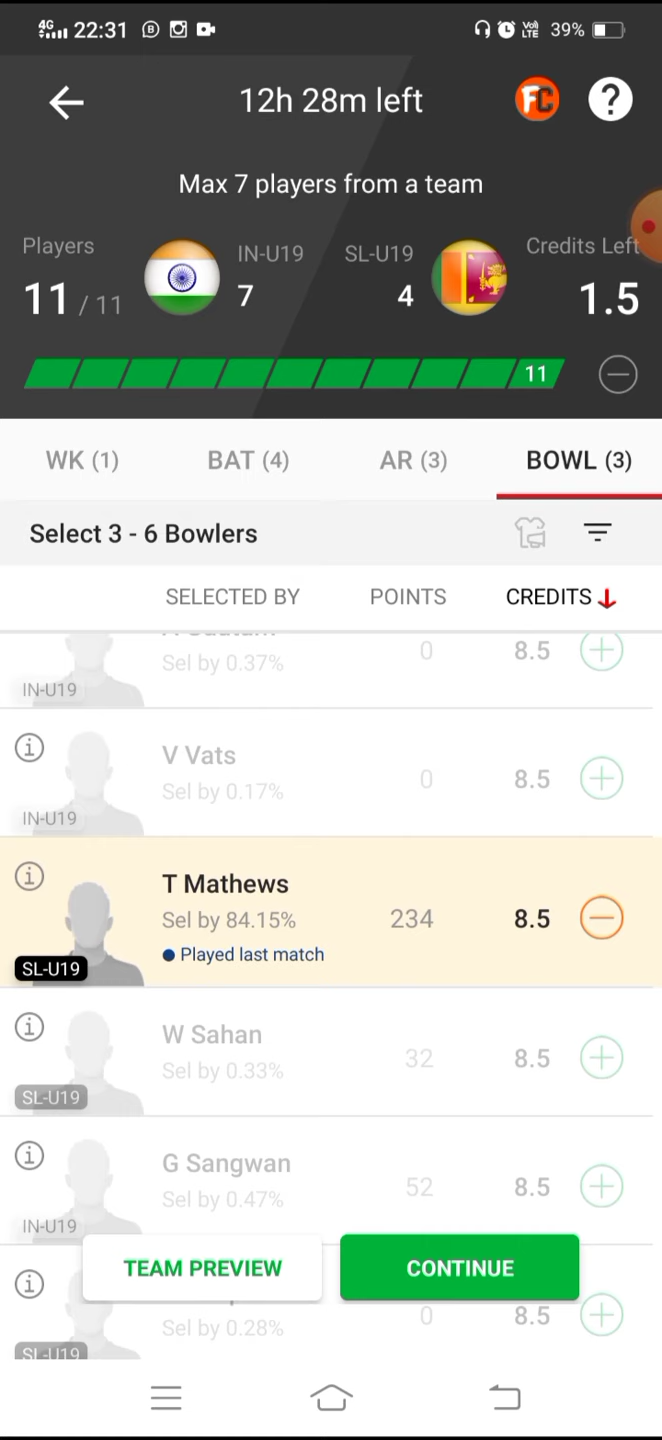 4G 22:31 VoI) LTE 39%
12h 28m left FC ?
Max 7 players from a team
Players IN-U19 SL-U19 Credits Left
11 / 11 7 4 1.5
11
WK (1) BAT (4) AR (3) BOWL (3)
Select 3 - 6 Bowlers
SELECTED BY POINTS CREDITS
Sel by 0.37% 0 8.5
IN-U19
V Vats
Sel by 0.17% 0 8.5
IN-U19
T Mathews
Sel by 84.15% 234 8.5
Played last match
SL-U19
W Sahan
Sel by 0.33% 32 8.5
SL-U19
G Sangwan
Sel by 0.47% 52 8.5
IN-U19
TEAM PREVIEW CONTINUE
Sel by 0.28% 0 8.5
SL-U19